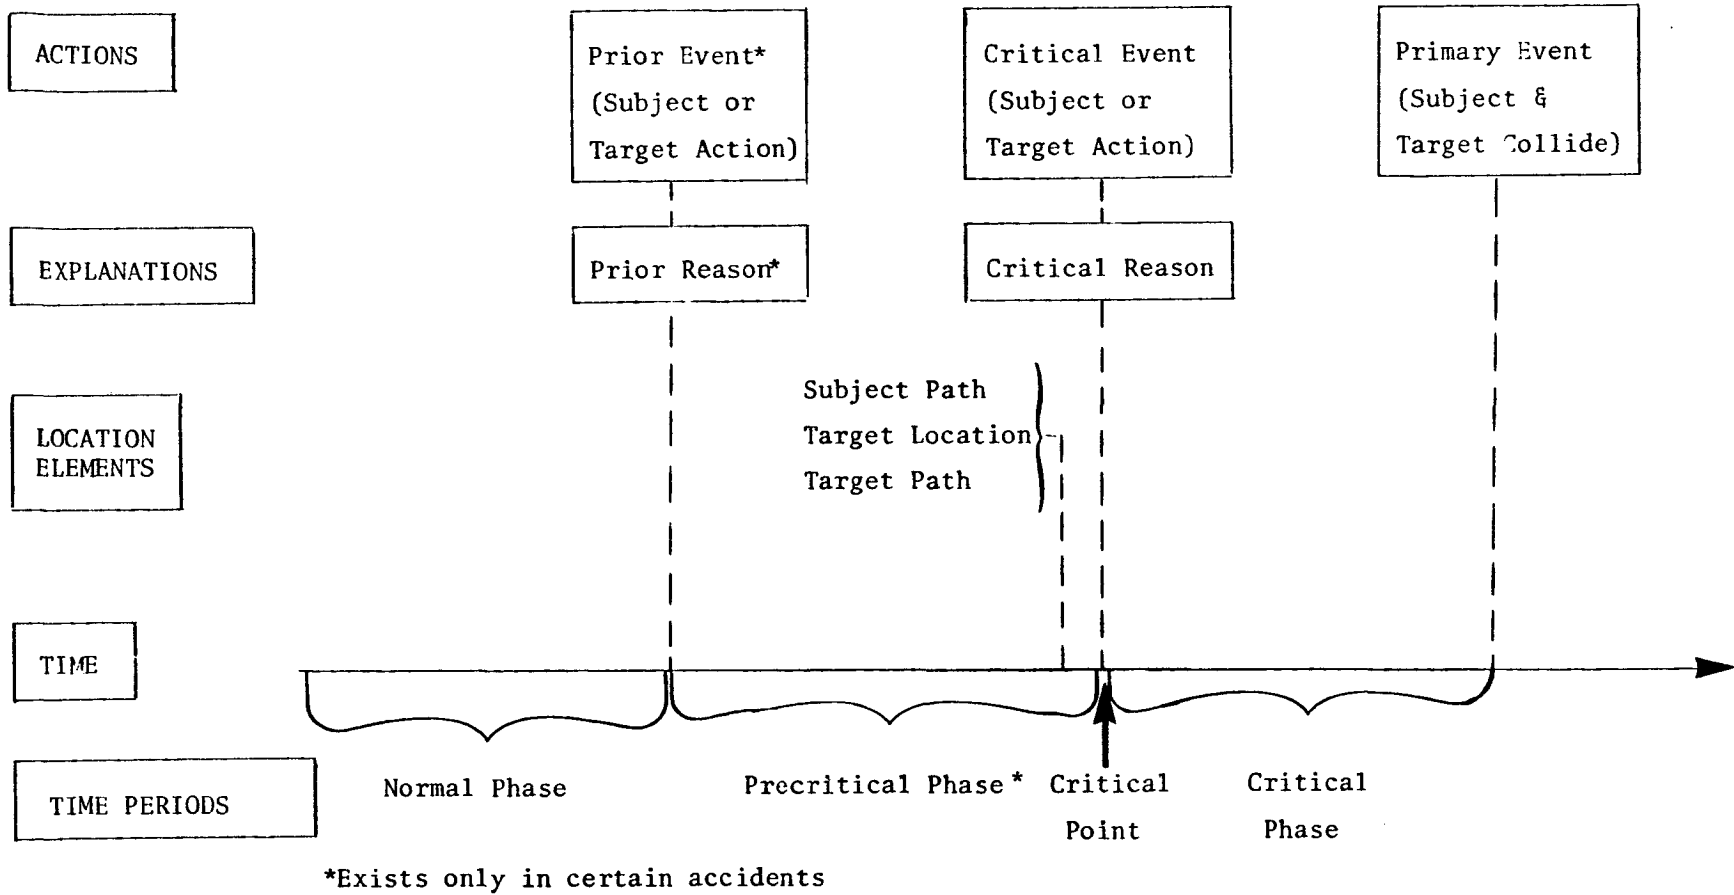 ACTIONS
Prior Event*
(Subject or
Target Action)
Critical Event
(Subject or
Target Action)
Primary Event
(Subject &
Target Collide)
EXPLANATIONS
Prior Reason*
Critical Reason
LOCATION
ELEMENTS
Subject Path
Target Location
Target Path
TIME
TIME PERIODS
Normal Phase
Precritical Phase*
Critical
Point
Critical
Phase
*Exists only in certain accidents